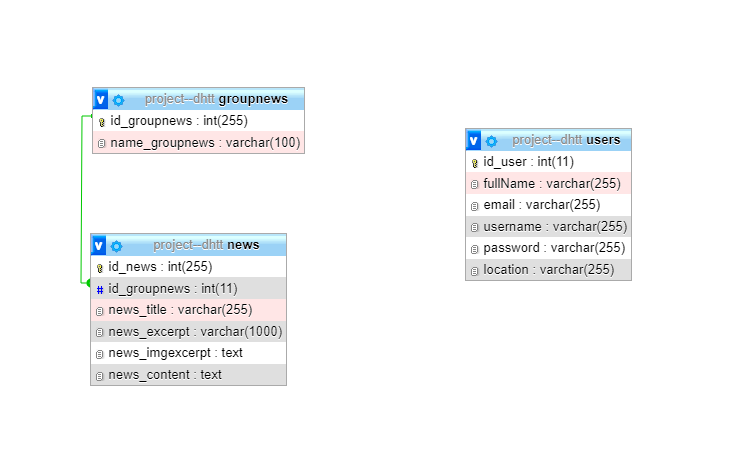 v project--dhtt groupnews
id_groupnews : int(255)
name_groupnews : varchar(100)
v project--dhtt news
id_news : int(255)
# id_groupnews : int(11)
news_title : varchar(255)
news_excerpt : varchar(1000)
news_imgexcerpt : text
news_content : text
v project--dhtt users
id_user : int(11)
fullName : varchar(255)
email : varchar(255)
username : varchar(255)
password : varchar(255)
location : varchar(255)